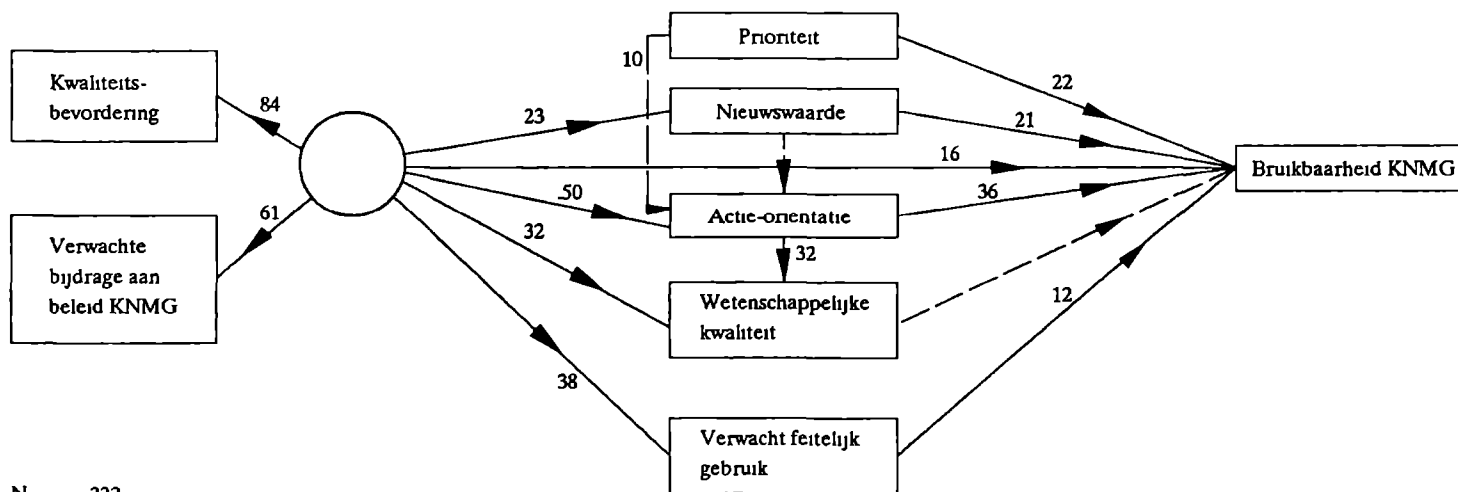 Prioriteit
10
Kwaliteits-
bevordering
84
22
23
Nieuwswaarde
21
16
Bruikbaarheid KNMG
.50
Actie-orientatie
36
61
32
32
Verwachte
bijdrage aan
beleid KNMG
Wetenschappelijke
kwaliteit
12
38
Verwacht feitelijk
gebruik